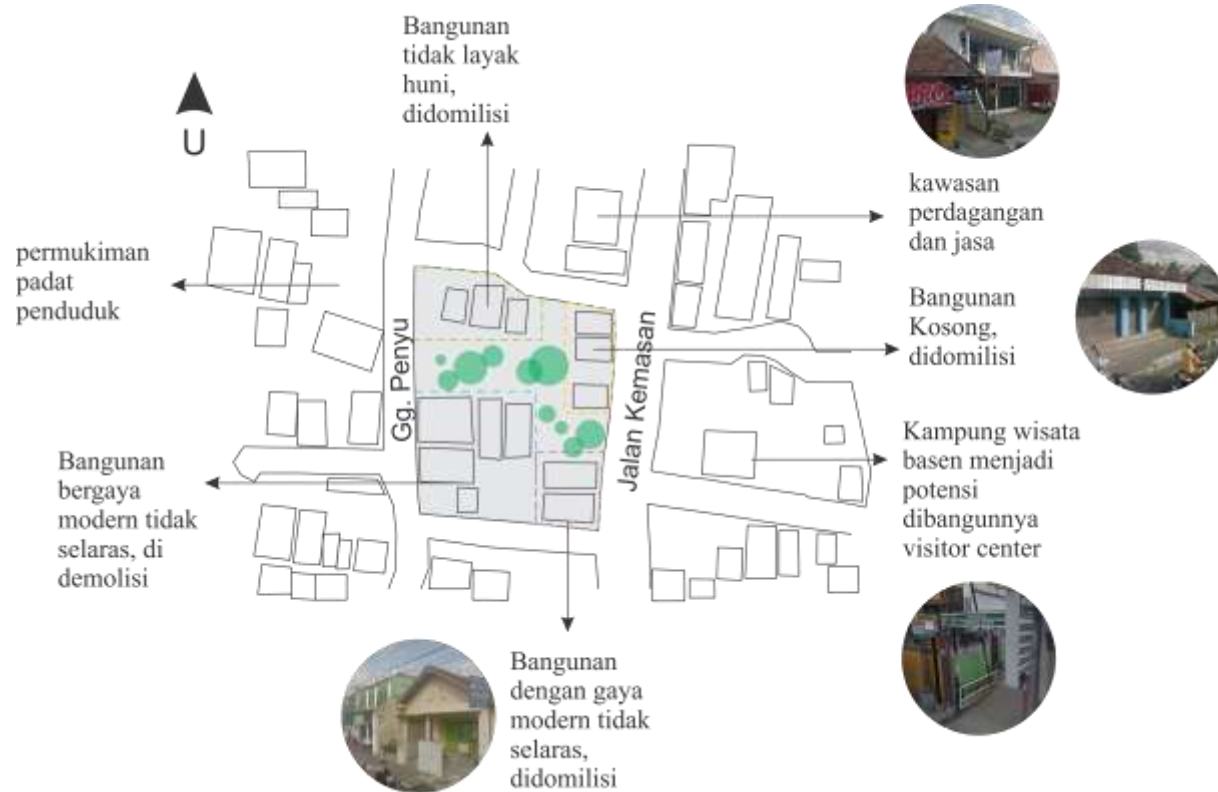 Bangunan
tidak layak
huni,
didomilisi
U
kawasan
perdagangan
dan jasa
permukiman
padat
penduduk
Bangunan
Kosong,
didomilisi
Gg. Penyu
Jalan Kemasan
Kampung wisata
basen menjadi
potensi
dibangunnya
visitor center
Bangunan
bergaya
modern tidak
selaras, di
demolisi
Bangunan
dengan gaya
modern tidak
selaras,
didomilisi